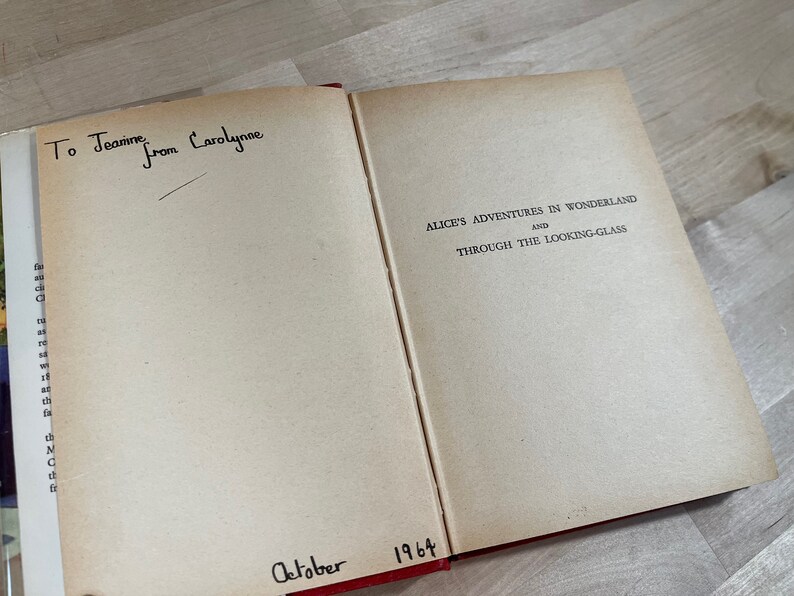 To Jeanine
from Carolynne
October 1964
ALICE'S ADVENTURES IN WONDERLAND
AND
THROUGH THE LOOKING-GLASS